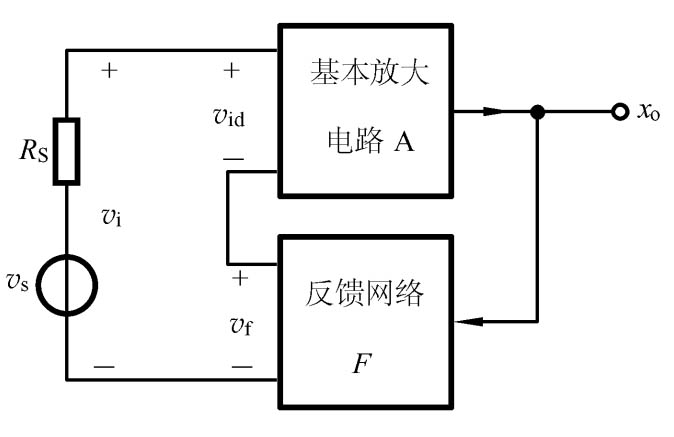 + + 基本放大
v_id
电路 A
x_o
R_S
−
v_i
+
v_s
反馈网络
v_f
F
− −